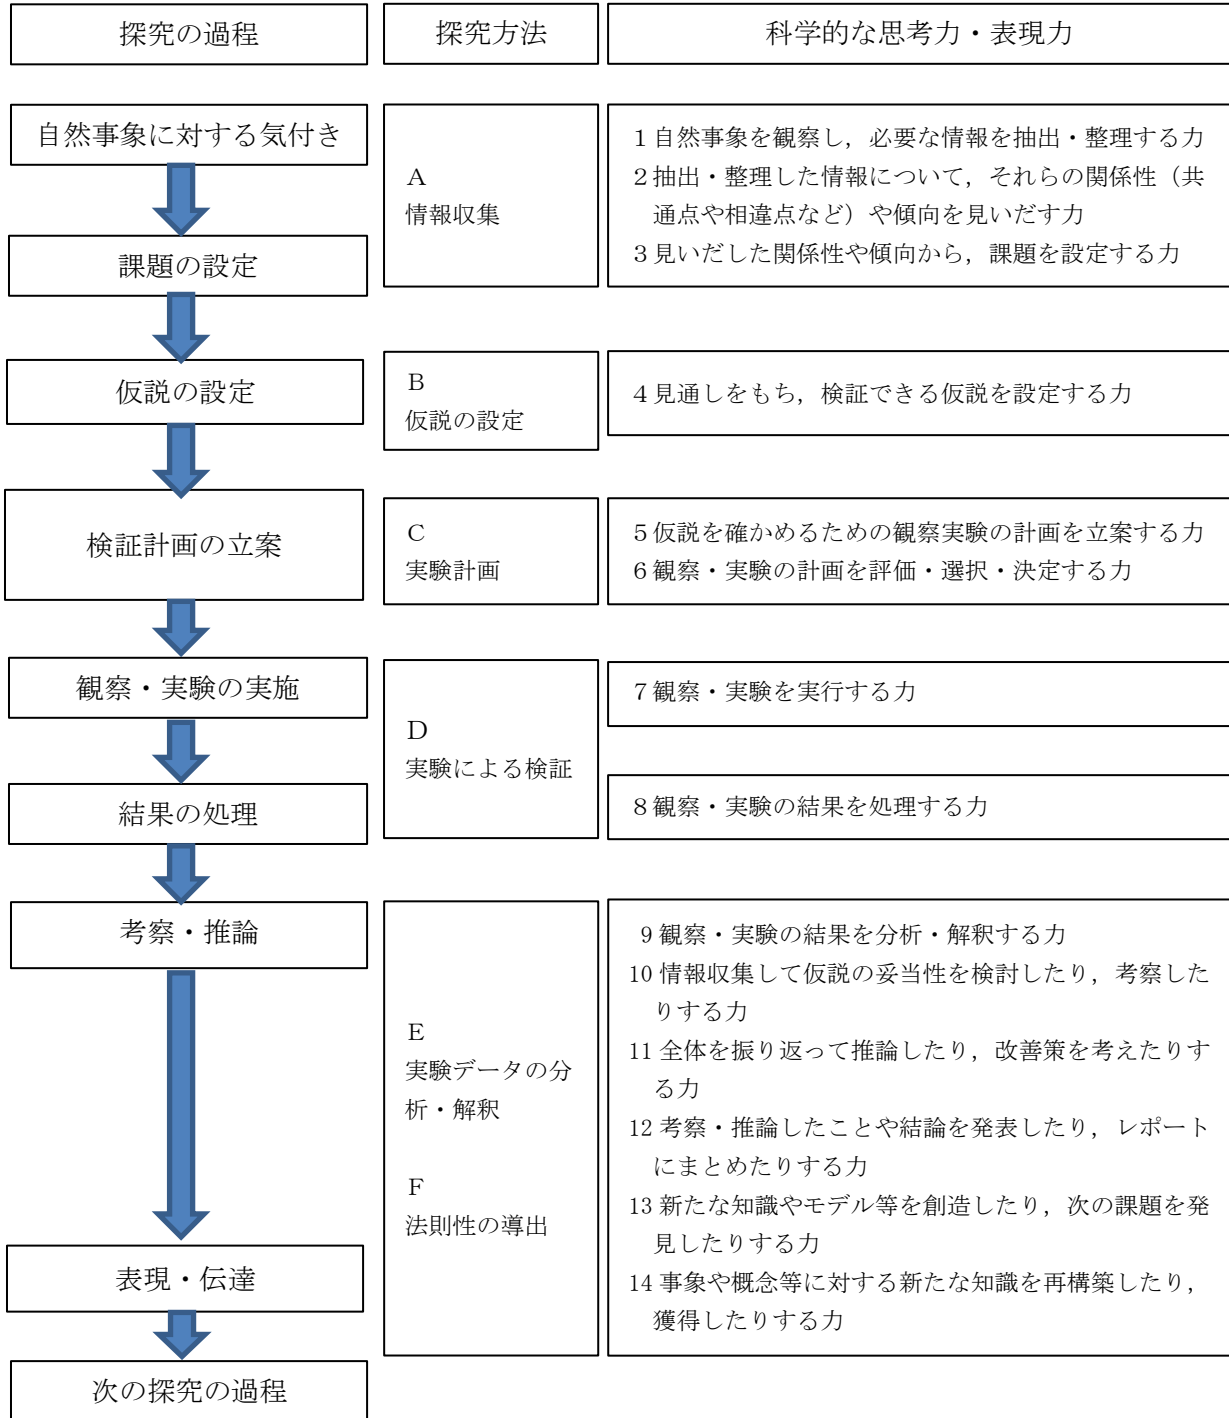 探究の過程
探究方法
科学的な思考力・表現力
自然事象に対する気付き
課題の設定
A
情報収集
1自然事象を観察し，必要な情報を抽出・整理する力
2抽出・整理した情報について，それらの関係性（共
通点や相違点など）や傾向を見いだす力
3見いだした関係性や傾向から，課題を設定する力
仮説の設定
B
仮説の設定
4見通しをもち，検証できる仮説を設定する力
検証計画の立案
C
実験計画
5仮説を確かめるための観察実験の計画を立案する力
6観察・実験の計画を評価・選択・決定する力
観察・実験の実施
結果の処理
D
実験による検証
7観察・実験を実行する力
8観察・実験の結果を処理する力
考察・推論
表現・伝達
次の探究の過程
E
実験データの分
析・解釈
F
法則性の導出
9観察・実験の結果を分析・解釈する力
10 情報収集して仮説の妥当性を検討したり，考察した
りする力
11 全体を振り返って推論したり，改善策を考えたりす
る力
12 考察・推論したことや結論を発表したり，レポート
にまとめたりする力
13 新たな知識やモデル等を創造したり，次の課題を発
見したりする力
14 事象や概念等に対する新たな知識を再構築したり，
獲得したりする力